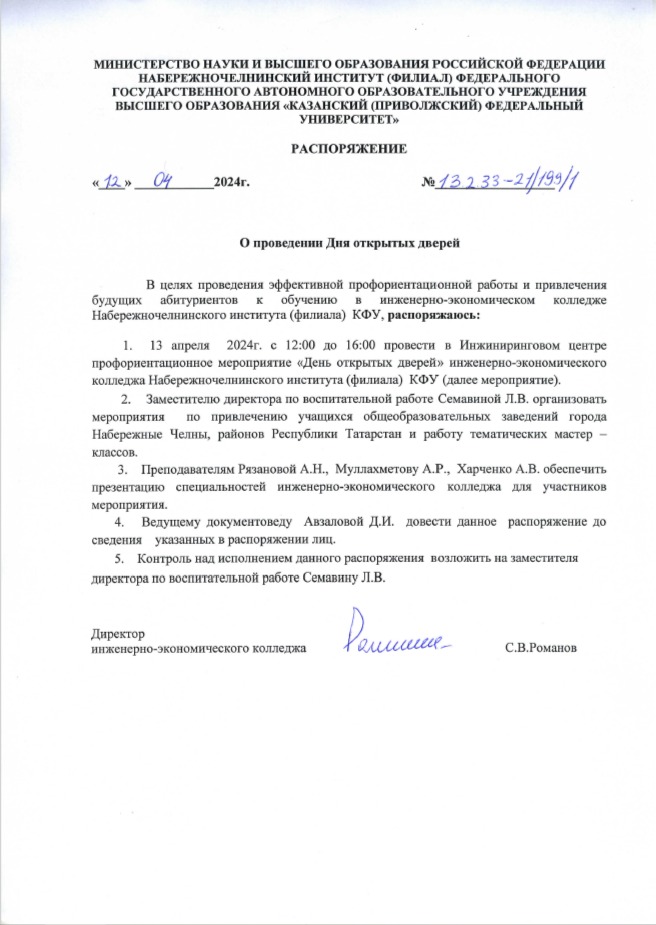 МИНИСТЕРСТВО НАУКИ И ВЫСШЕГО ОБРАЗОВАНИЯ РОССИЙСКОЙ ФЕДЕРАЦИИ
НАБЕРЕЖНОЧЕЛНИНСКИЙ ИНСТИТУТ (ФИЛИАЛ) ФЕДЕРАЛЬНОГО
ГОСУДАРСТВЕННОГО АВТОНОМНОГО ОБРАЗОВАТЕЛЬНОГО УЧРЕЖДЕНИЯ
ВЫСШЕГО ОБРАЗОВАНИЯ «КАЗАНСКИЙ (ПРИВОЛЖСКИЙ) ФЕДЕРАЛЬНЫЙ
УНИВЕРСИТЕТ»
РАСПОРЯЖЕНИЕ
«12» 04 2024г. № 13.2.33-21/199/1
О проведении Дня открытых дверей
В целях проведения эффективной профориентационной работы и привлечения
будущих абитуриентов к обучению в инженерно-экономическом колледже
Набережночелнинского института (филиала) КФУ, распоряжаюсь:
1. 13 апреля 2024г. с 12:00 до 16:00 провести в Инжиниринговом центре
профориентационное мероприятие «День открытых дверей» инженерно-экономического
колледжа Набережночелнинского института (филиала) КФУ (далее мероприятие).
2. Заместителю директора по воспитательной работе Семавиной Л.В. организовать
мероприятия по привлечению учащихся общеобразовательных заведений города
Набережные Челны, районов Республики Татарстан и работу тематических мастер –
классов.
3. Преподавателям Рязановой А.Н., Муллахметову А.Р., Харченко А.В. обеспечить
презентацию специальностей инженерно-экономического колледжа для участников
мероприятия.
4. Ведущему документоведу Авзаловой Д.И. довести данное распоряжение до
сведения указанных в распоряжении лиц.
5. Контроль над исполнением данного распоряжения возложить на заместителя
директора по воспитательной работе Семавину Л.В.
Директор
инженерно-экономического колледжа С.В.Романов